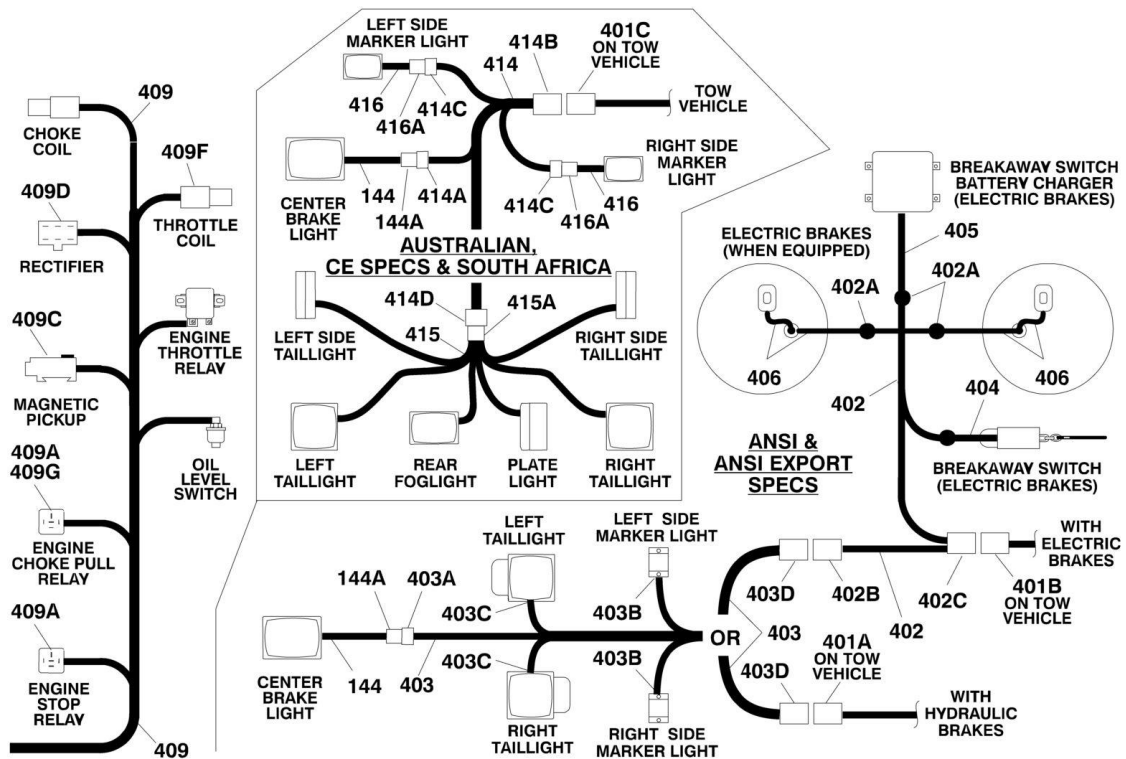 409
CHOKE
COIL
409F
THROTTLE
COIL
409D
RECTIFIER
409C
ENGINE
THROTTLE
RELAY
MAGNETIC
PICKUP
409A
409G
OIL
LEVEL
SWITCH
ENGINE
CHOKE PULL
RELAY
409A
ENGINE
STOP
RELAY
409
LEFT SIDE
MARKER LIGHT
416
416A
414C
414
414B
401C
ON TOW
VEHICLE
TOW
VEHICLE
RIGHT SIDE
MARKER
LIGHT
414C
416A
416
CENTER
BRAKE
LIGHT
144
144A
414A
AUSTRALIAN,
CE SPECS & SOUTH AFRICA
414D
415
415A
LEFT SIDE
TAILLIGHT
RIGHT SIDE
TAILLIGHT
LEFT
TAILLIGHT
REAR
FOGLIGHT
PLATE
LIGHT
RIGHT
TAILLIGHT
BREAKAWAY SWITCH
BATTERY CHARGER
(ELECTRIC BRAKES)
405
ELECTRIC BRAKES
(WHEN EQUIPPED)
402A
402A
406
406
402
404
BREAKAWAY SWITCH
(ELECTRIC BRAKES)
ANSI &
ANSI EXPORT
SPECS
WITH
ELECTRIC
BRAKES
401B
ON TOW
VEHICLE
402C
402
402B
403D
403
OR
403D
401A
ON TOW
VEHICLE
WITH
HYDRAULIC
BRAKES
LEFT
TAILLIGHT
LEFT SIDE
MARKER LIGHT
144A
403A
403C
403B
CENTER
BRAKE
LIGHT
144
403
403C
403B
RIGHT
TAILLIGHT
RIGHT SIDE
MARKER LIGHT